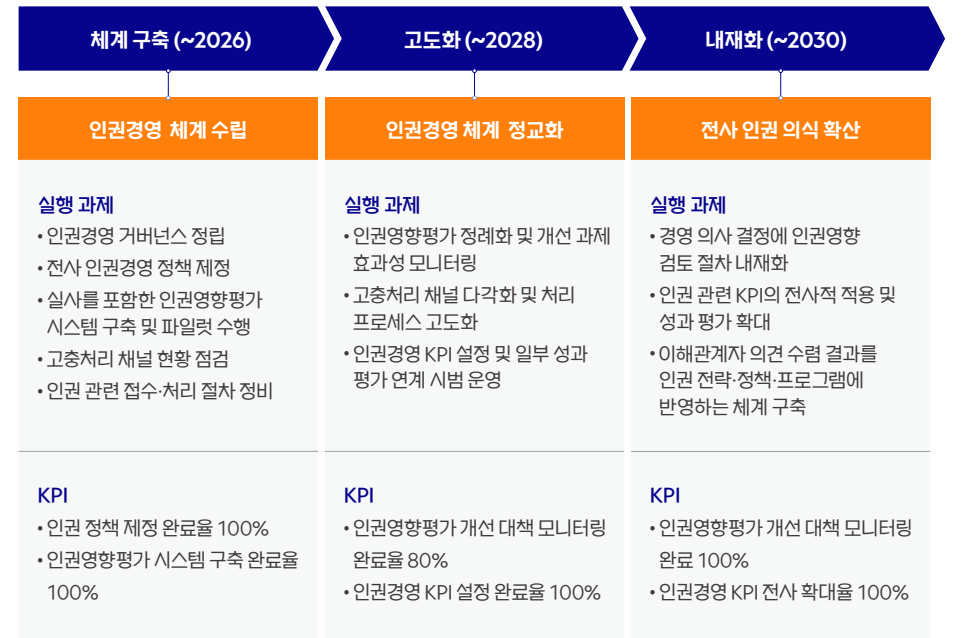 체계 구축 (~2026)
고도화 (~2028)
내재화 (~2030)
인권경영 체계 수립
인권경영 체계 정교화
전사 인권 의식 확산
실행 과제
• 인권경영 거버넌스 정립
• 전사 인권경영 정책 제정
• 실사를 포함한 인권영향평가
시스템 구축 및 파일럿 수행
• 고충처리 채널 현황 점검
• 인권 관련 접수·처리 절차 정비
실행 과제
• 인권영향평가 정례화 및 개선 과제
효과성 모니터링
• 고충처리 채널 다각화 및 처리
프로세스 고도화
• 인권경영 KPI 설정 및 일부 성과
평가 연계 시범 운영
실행 과제
• 경영 의사 결정에 인권영향
검토 절차 내재화
• 인권 관련 KPI의 전사적 적용 및
성과 평가 확대
• 이해관계자 의견 수렴 결과를
인권 전략·정책·프로그램에
반영하는 체계 구축
KPI
• 인권 정책 제정 완료율 100%
• 인권영향평가 시스템 구축 완료율
100%
KPI
• 인권영향평가 개선 대책 모니터링
완료율 80%
• 인권경영 KPI 설정 완료율 100%
KPI
• 인권영향평가 개선 대책 모니터링
완료 100%
• 인권경영 KPI 전사 확대율 100%